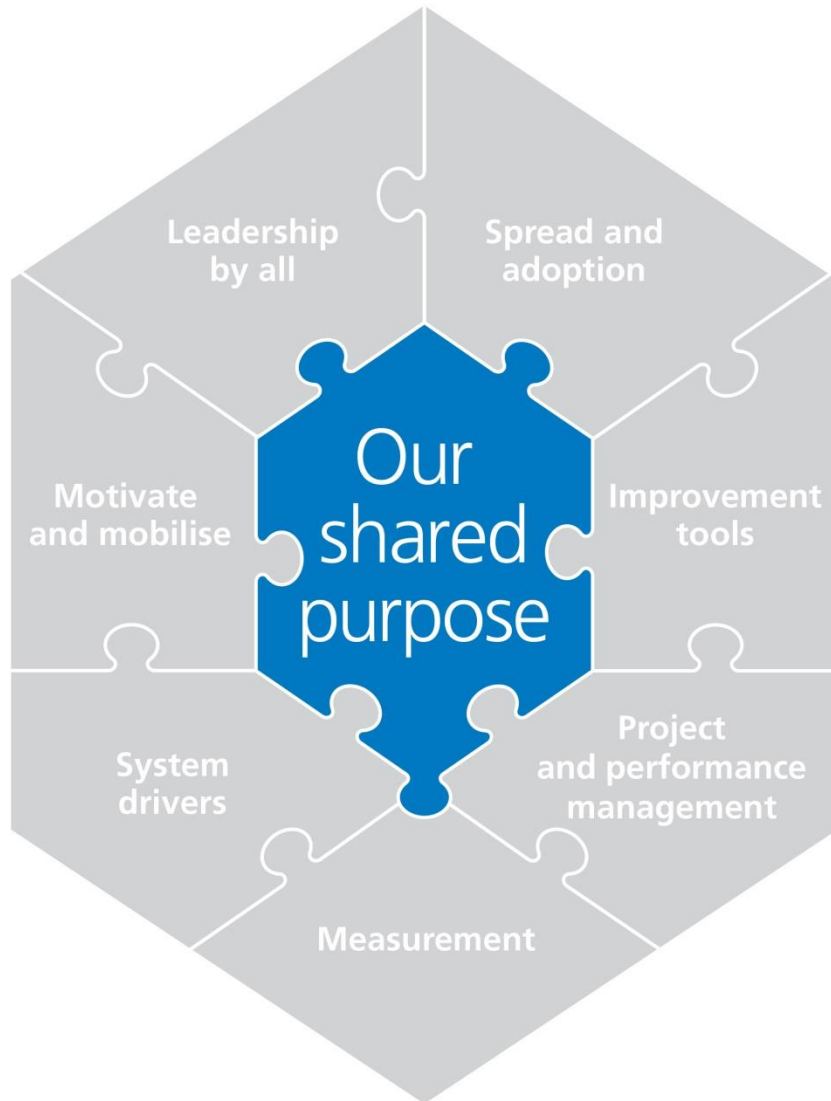 Leadership
by all
Spread and
adoption
Motivate
and mobilise
Our
shared
purpose
Improvement
tools
System
drivers
Project
and performance
management
Measurement